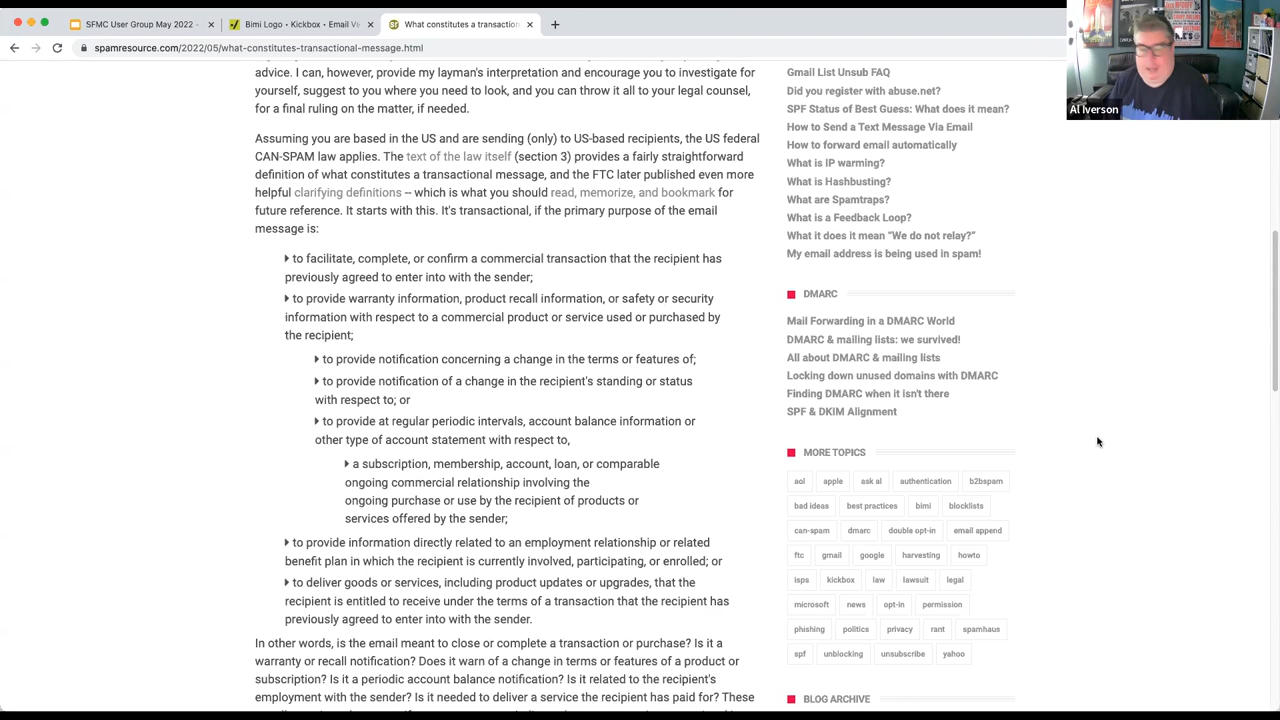 SFMC User Group May 2022 -
Bimi Logo • Kickbox • Email Ve
What constitutes a transaction
spamresource.com/2022/05/what-constitutes-transactional-message.html
Al Iverson
advice. I can, however, provide my layman's interpretation and encourage you to investigate for
yourself, suggest to you where you need to look, and you can throw it all to your legal counsel,
for a final ruling on the matter, if needed.
Assuming you are based in the US and are sending (only) to US-based recipients, the US federal
CAN-SPAM law applies. The text of the law itself (section 3) provides a fairly straightforward
definition of what constitutes a transactional message, and the FTC later published even more
helpful clarifying definitions -- which is what you should read, memorize, and bookmark for
future reference. It starts with this. It's transactional, if the primary purpose of the email
message is:
to facilitate, complete, or confirm a commercial transaction that the recipient has
previously agreed to enter into with the sender;
to provide warranty information, product recall information, or safety or security
information with respect to a commercial product or service used or purchased by
the recipient;
to provide notification concerning a change in the terms or features of;
to provide notification of a change in the recipient's standing or status
with respect to; or
to provide at regular periodic intervals, account balance information or
other type of account statement with respect to,
a subscription, membership, account, loan, or comparable
ongoing commercial relationship involving the
ongoing purchase or use by the recipient of products or
services offered by the sender;
to provide information directly related to an employment relationship or related
benefit plan in which the recipient is currently involved, participating, or enrolled; or
to deliver goods or services, including product updates or upgrades, that the
recipient is entitled to receive under the terms of a transaction that the recipient has
previously agreed to enter into with the sender.
In other words, is the email meant to close or complete a transaction or purchase? Is it a
warranty or recall notification? Does it warn of a change in terms or features of a product or
subscription? Is it a periodic account balance notification? Is it related to the recipient's
employment with the sender? Is it needed to deliver a service the recipient has paid for? These
Gmail List Unsub FAQ
Did you register with abuse.net?
SPF Status of Best Guess: What does it mean?
How to Send a Text Message Via Email
How to forward email automatically
What is IP warming?
What is Hashbusting?
What are Spamtraps?
What is a Feedback Loop?
What it does it mean “We do not relay?”
My email address is being used in spam!
DMARC
Mail Forwarding in a DMARC World
DMARC & mailing lists: we survived!
All about DMARC & mailing lists
Locking down unused domains with DMARC
Finding DMARC when it isn't there
SPF & DKIM Alignment
MORE TOPICS
aol apple ask al authentication b2bspam
bad ideas best practices bimi blocklists
can-spam dmarc double opt-in email append
ftc gmail google harvesting howto
isps kickbox law lawsuit legal
microsoft news opt-in permission
phishing politics privacy rant spamhaus
spf unblocking unsubscribe yahoo
BLOG ARCHIVE